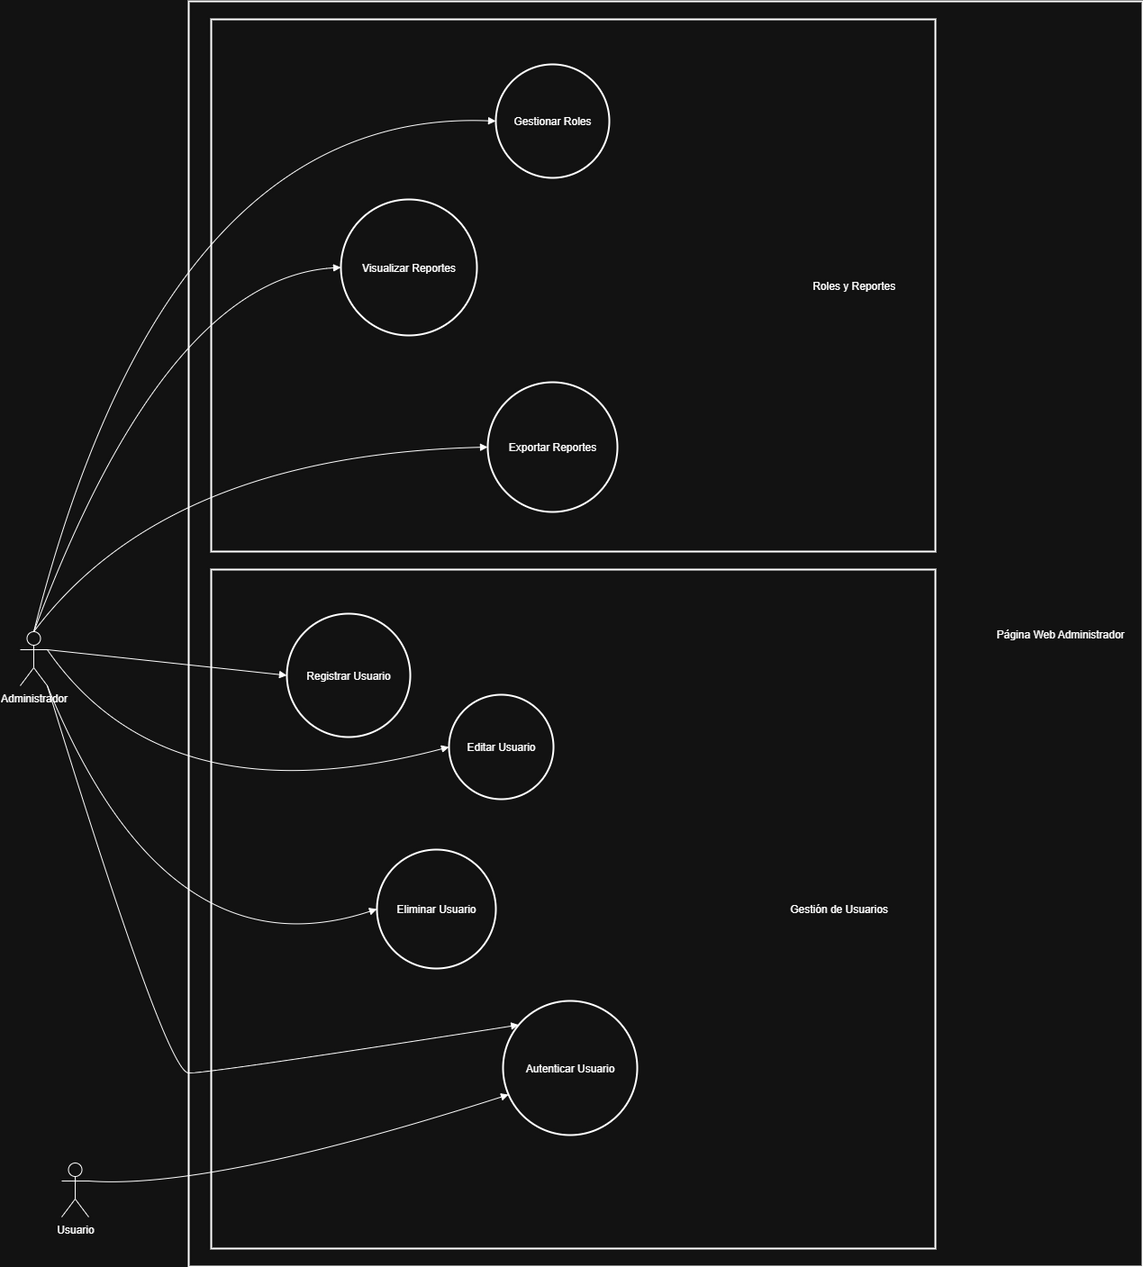 Gestionar Roles
Visualizar Reportes
Roles y Reportes
Exportar Reportes
Página Web Administrador
Registrar Usuario
Administrador
Editar Usuario
Eliminar Usuario
Gestión de Usuarios
Autenticar Usuario
Usuario